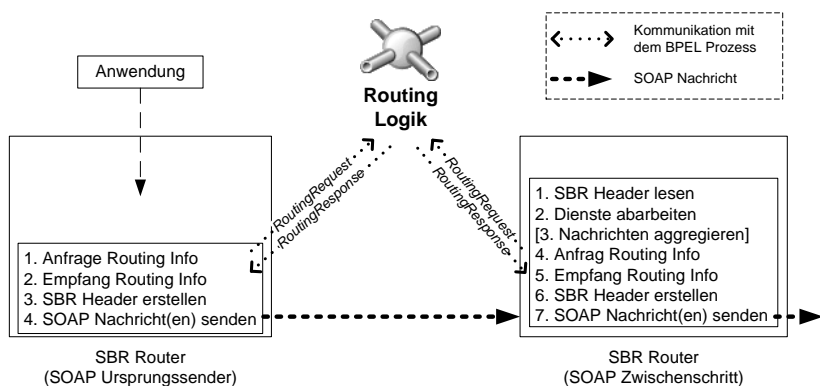 Anwendung
Routing
Logik
Kommunikation mit
dem BPEL Prozess
SOAP Nachricht
RoutingRequest
RoutingResponse
RoutingRequest
RoutingResponse
1. Anfrage Routing Info
2. Empfang Routing Info
3. SBR Header erstellen
4. SOAP Nachricht(en) senden
SBR Router
(SOAP Ursprungssender)
1. SBR Header lesen
2. Dienste abarbeiten
[3. Nachrichten aggregieren]
4. Anfrag Routing Info
5. Empfang Routing Info
6. SBR Header erstellen
7. SOAP Nachricht(en) senden
SBR Router
(SOAP Zwischenschritt)